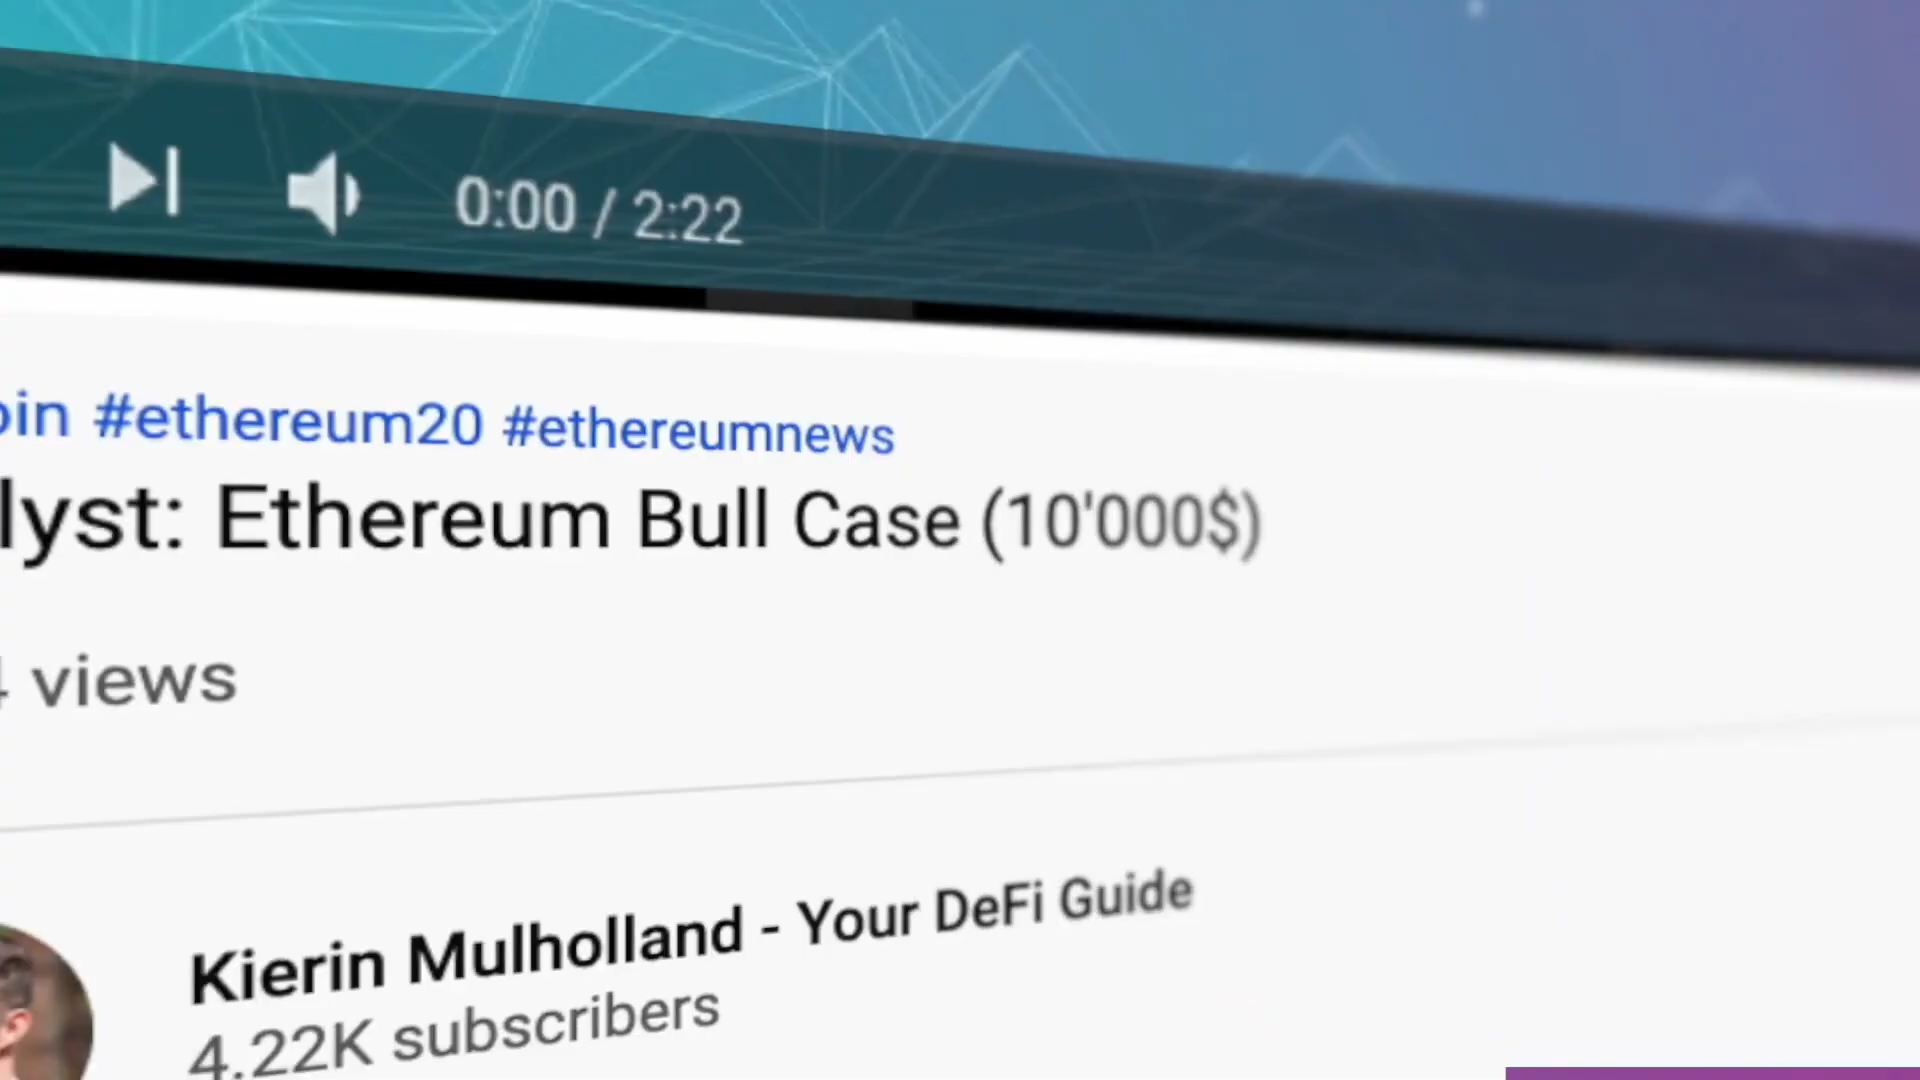 0:00 / 2:22
#ethereum20 #ethereumnews
Ethereum Bull Case (10'000$)
views
Kierin Mulholland - Your DeFi Guide
4.22K subscribers